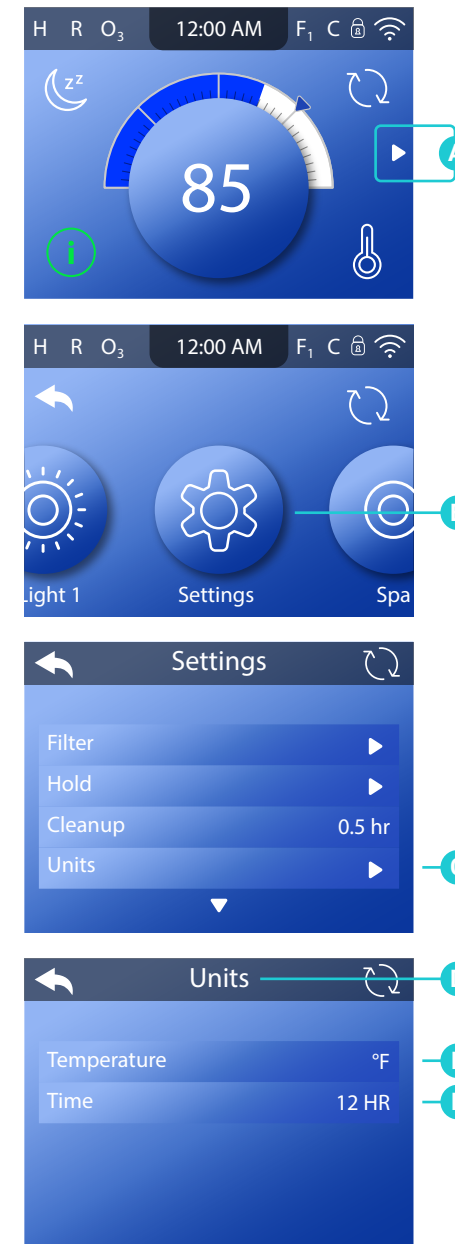 H R O₃ 12:00 AM F₁ C
zz
85
A
i
H R O₃ 12:00 AM F₁ C
Light 1 Settings Spa
Settings
Filter
Hold
Cleanup 0.5 hr
Units
Units
Temperature °F
Time 12 HR